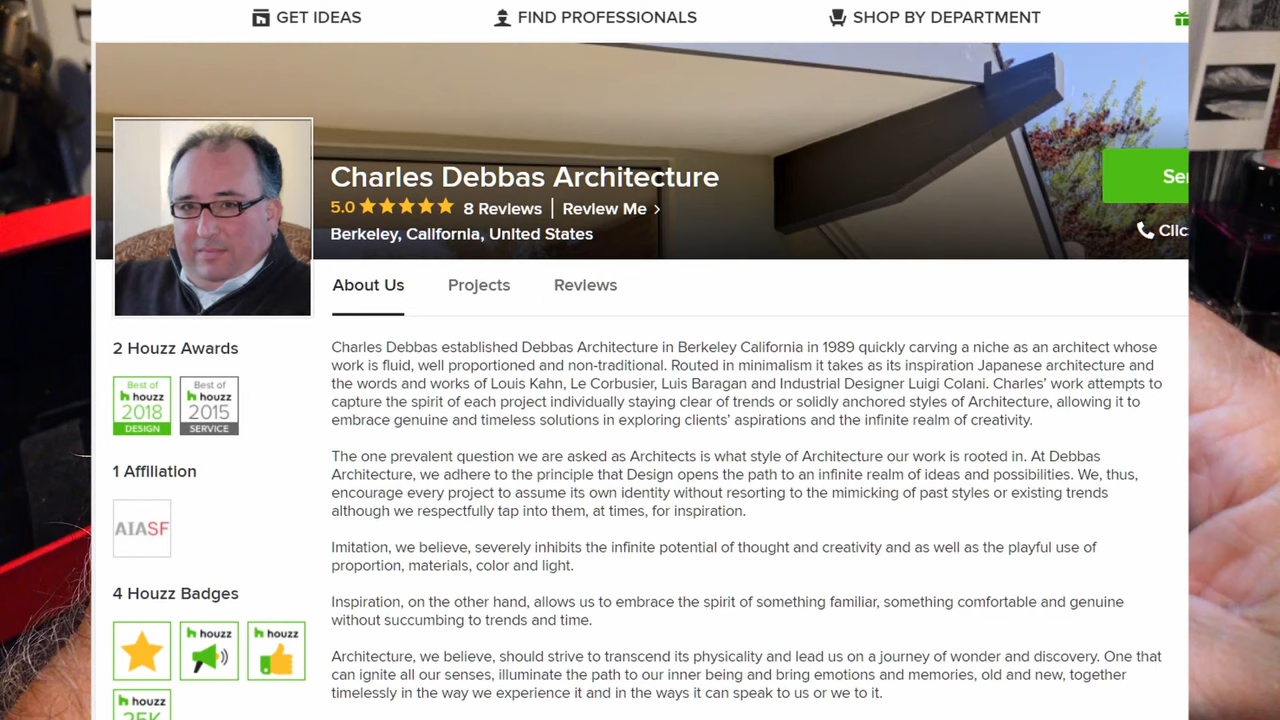 GET IDEAS
FIND PROFESSIONALS
SHOP BY DEPARTMENT
Charles Debbas Architecture
5.0 8 Reviews | Review Me
Berkeley, California, United States
Clic
About Us
Projects
Reviews
2 Houzz Awards
Best of
houzz
2018
DESIGN
Best of
houzz
2015
SERVICE
1 Affiliation
AIASF
4 Houzz Badges
houzz
houzz
houzz
Charles Debbas established Debbas Architecture in Berkeley California in 1989 quickly carving a niche as an architect whose
work is fluid, well proportioned and non-traditional. Routed in minimalism it takes as its inspiration Japanese architecture and
the words and works of Louis Kahn, Le Corbusier, Luis Baragan and Industrial Designer Luigi Colani. Charles' work attempts to
capture the spirit of each project individually staying clear of trends or solidly anchored styles of Architecture, allowing it to
embrace genuine and timeless solutions in exploring clients' aspirations and the infinite realm of creativity.
The one prevalent question we are asked as Architects is what style of Architecture our work is rooted in. At Debbas
Architecture, we adhere to the principle that Design opens the path to an infinite realm of ideas and possibilities. We, thus,
encourage every project to assume its own identity without resorting to the mimicking of past styles or existing trends
although we respectfully tap into them, at times, for inspiration.
Imitation, we believe, severely inhibits the infinite potential of thought and creativity and as well as the playful use of
proportion, materials, color and light.
Inspiration, on the other hand, allows us to embrace the spirit of something familiar, something comfortable and genuine
without succumbing to trends and time.
Architecture, we believe, should strive to transcend its physicality and lead us on a journey of wonder and discovery. One that
can ignite all our senses, illuminate the path to our inner being and bring emotions and memories, old and new, together
timelessly in the way we experience it and in the ways it can speak to us or we to it.